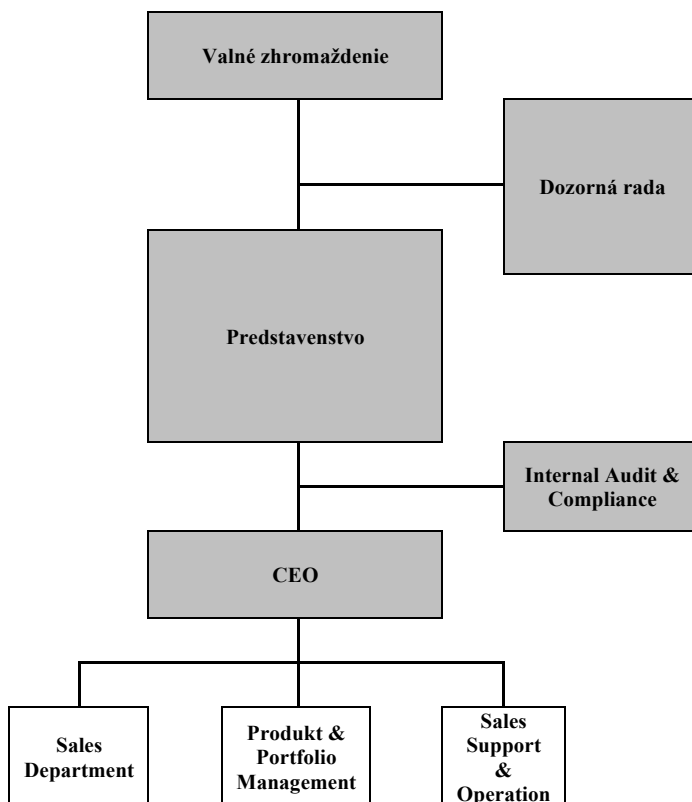 Valné zhromaždenie
Dozorná rada
Predstavenstvo
Internal Audit &
Compliance
CEO
Sales
Department
Produkt &
Portfolio
Management
Sales
Support
&
Operation